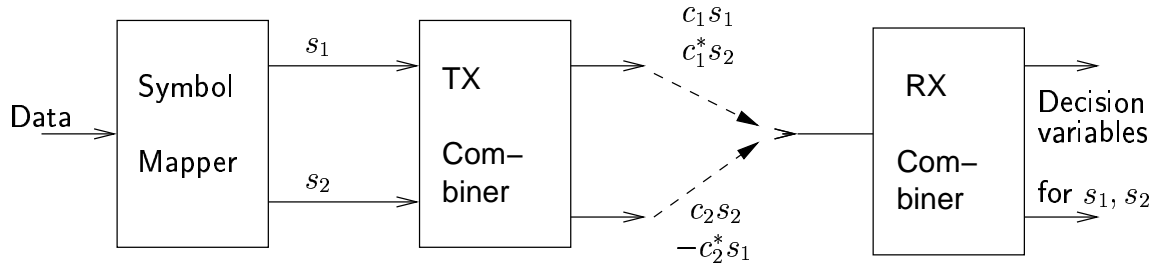 Data
Symbol
Mapper
s₁
s₂
TX
Com–
biner
c₁s₁
c₁*s₂
c₂s₂
−c₂*s₁
RX
Com–
biner
Decision
variables
for s₁, s₂